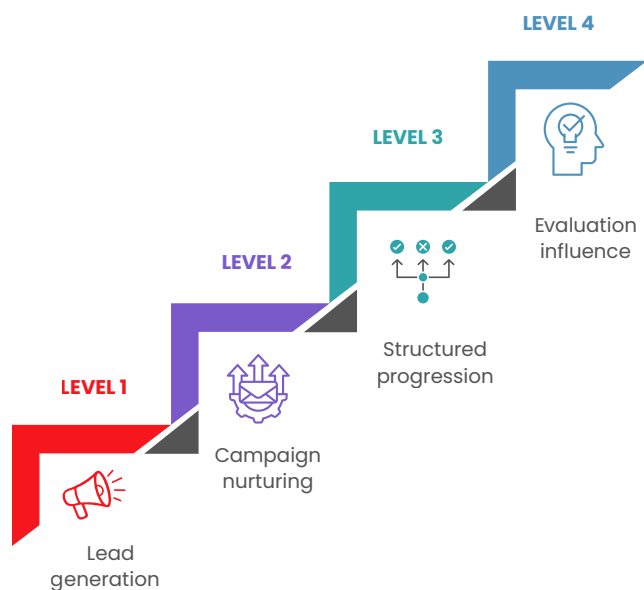 LEVEL 4
LEVEL 3
Evaluation
influence
LEVEL 2
Structured
progression
LEVEL 1
Campaign
nurturing
Lead
generation